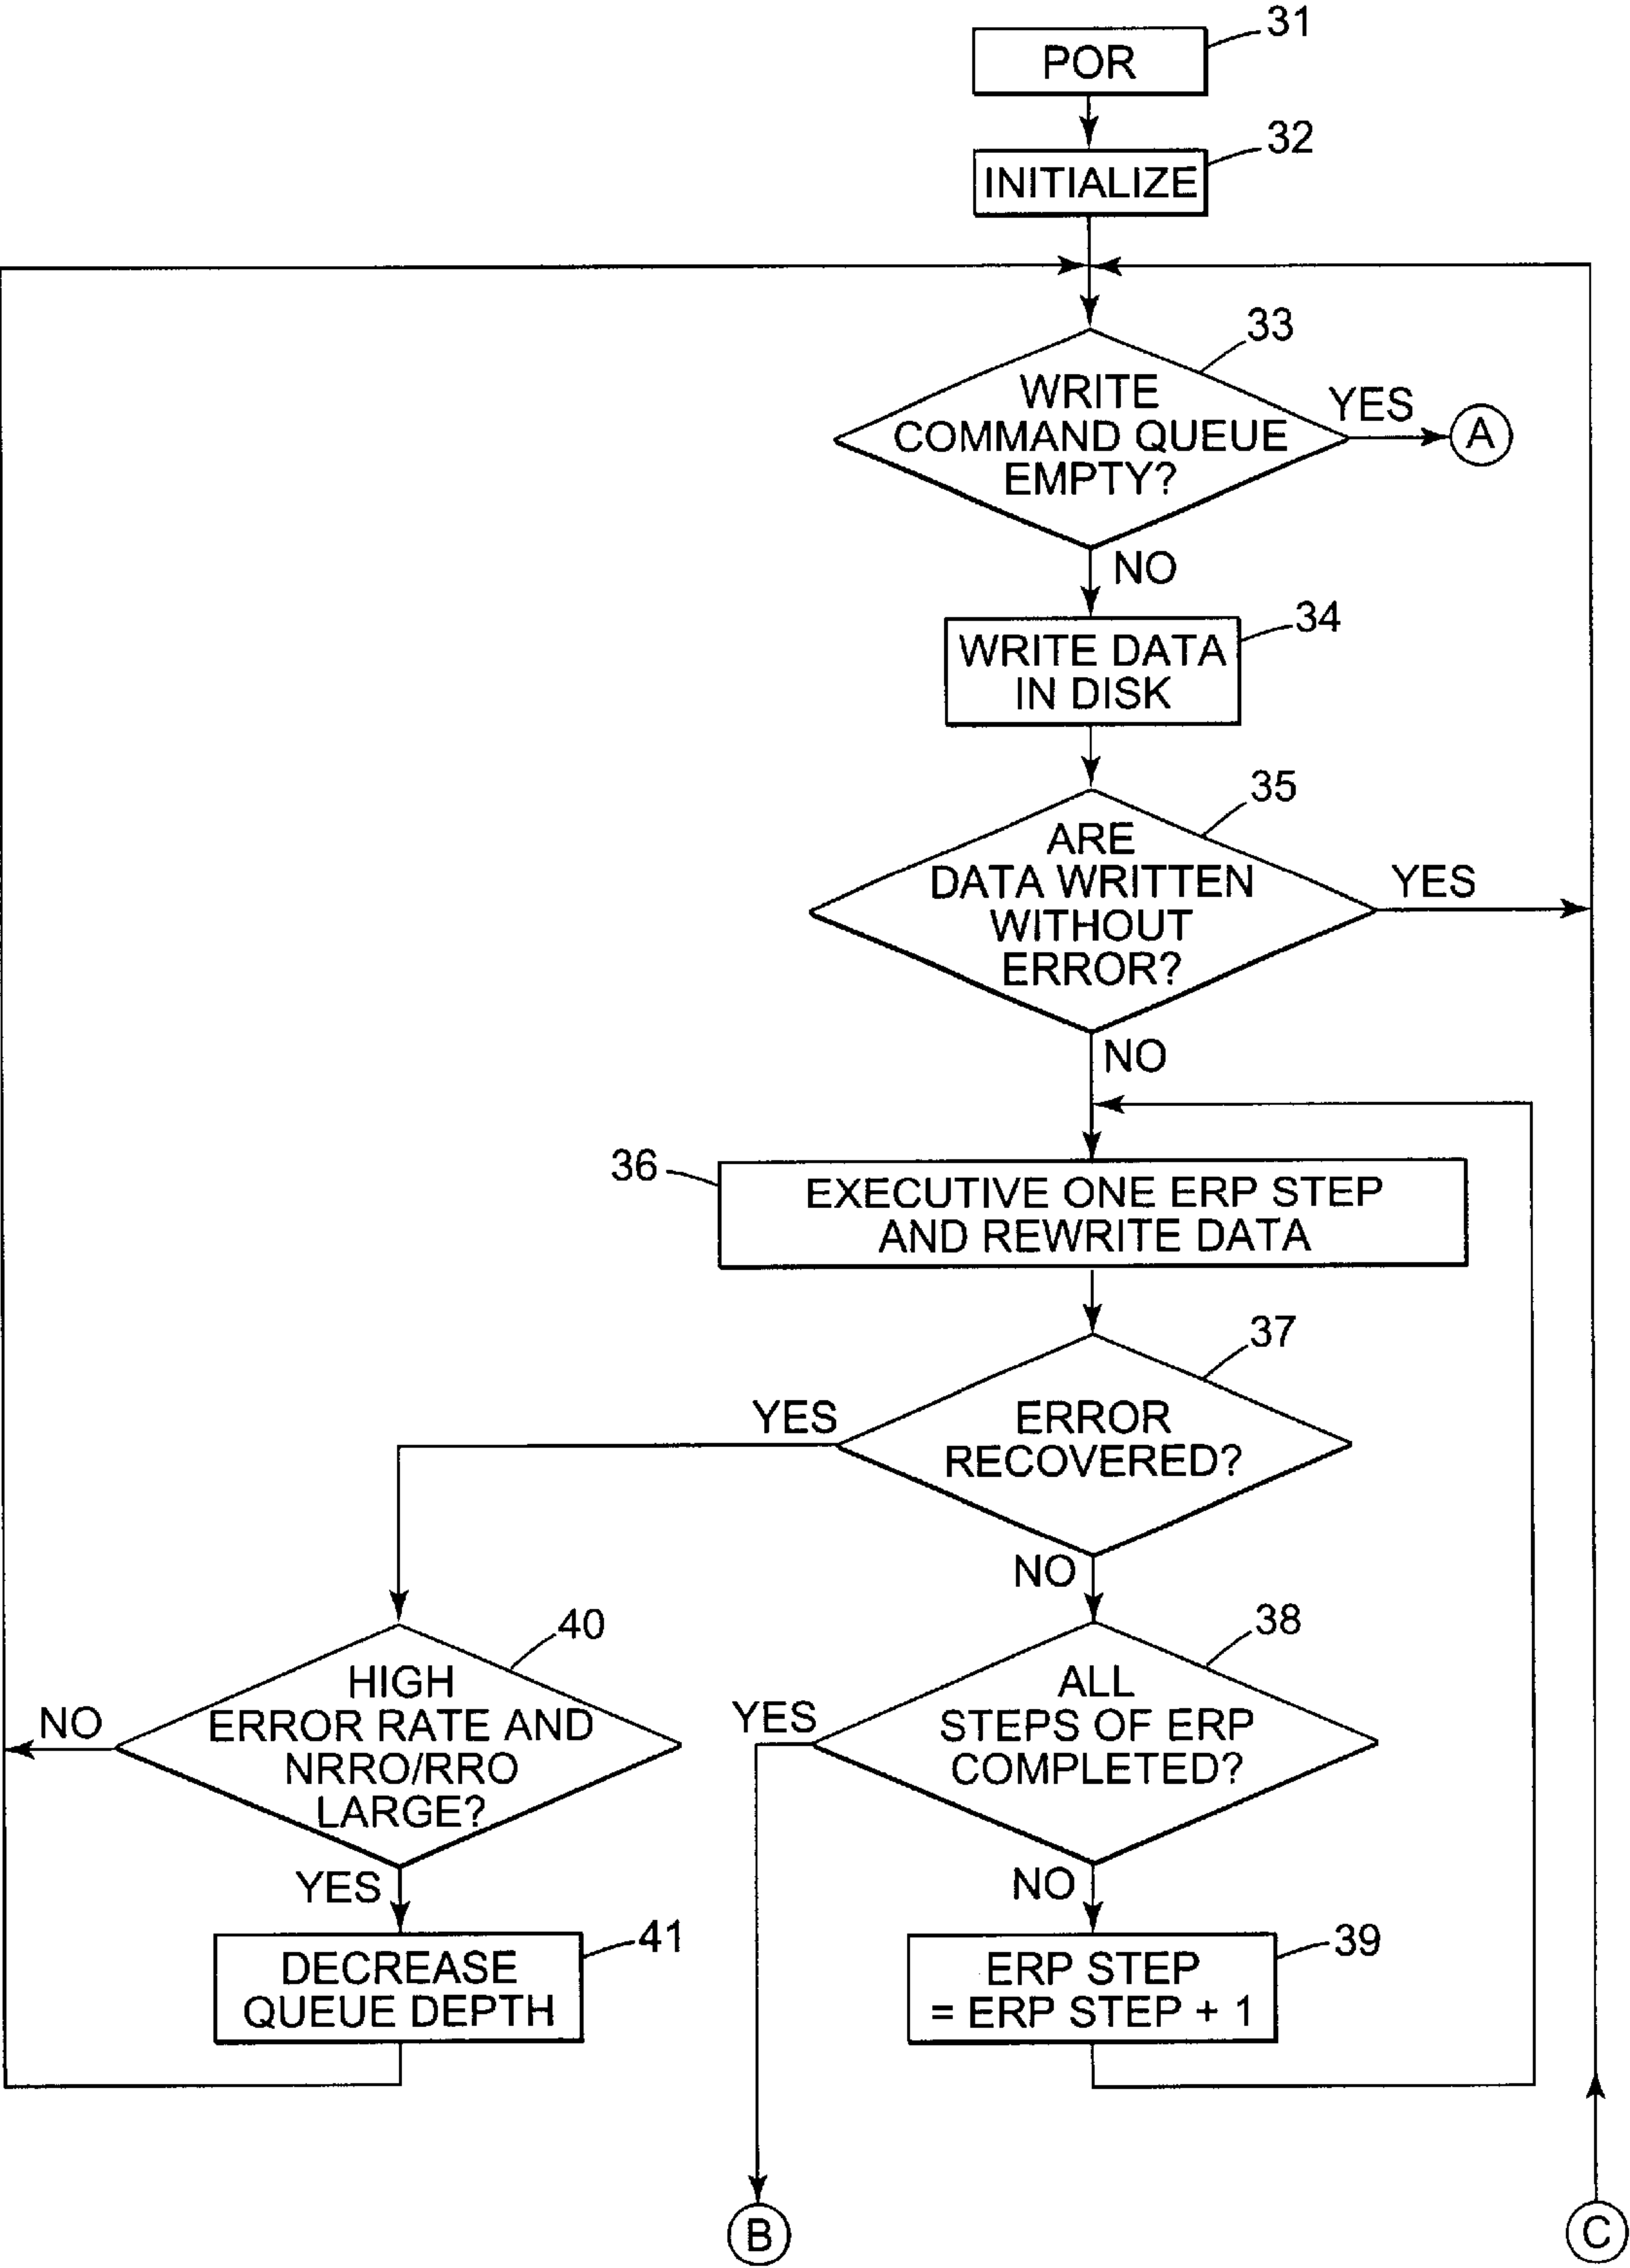 31
POR
32
INITIALIZE
33
WRITE
COMMAND QUEUE
EMPTY?
YES
A
NO
34
WRITE DATA
IN DISK
35
ARE
DATA WRITTEN
WITHOUT
ERROR?
YES
NO
36
EXECUTIVE ONE ERP STEP
AND REWRITE DATA
37
YES
ERROR
RECOVERED?
NO
40
HIGH
ERROR RATE AND
NRRO/RRO
LARGE?
NO
YES
38
ALL
STEPS OF ERP
COMPLETED?
YES
NO
41
DECREASE
QUEUE DEPTH
39
ERP STEP
= ERP STEP + 1
B
C